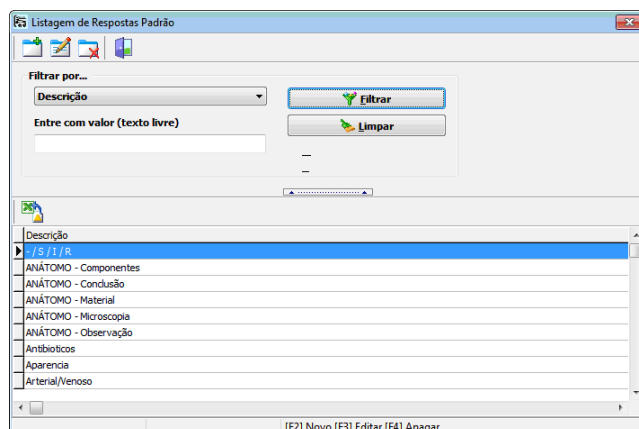 Listagem de Respostas Padrão
Filtrar por...
Descrição
Filtrar
Entre com valor (texto livre)
Limpar
Descrição
- / S / I / R
ANÁTOMO - Componentes
ANÁTOMO - Conclusão
ANÁTOMO - Material
ANÁTOMO - Microscopia
ANÁTOMO - Observação
Antibioticos
Aparencia
Arterial/Venoso
[F2] Novo [F3] Editar [F4] Apagar